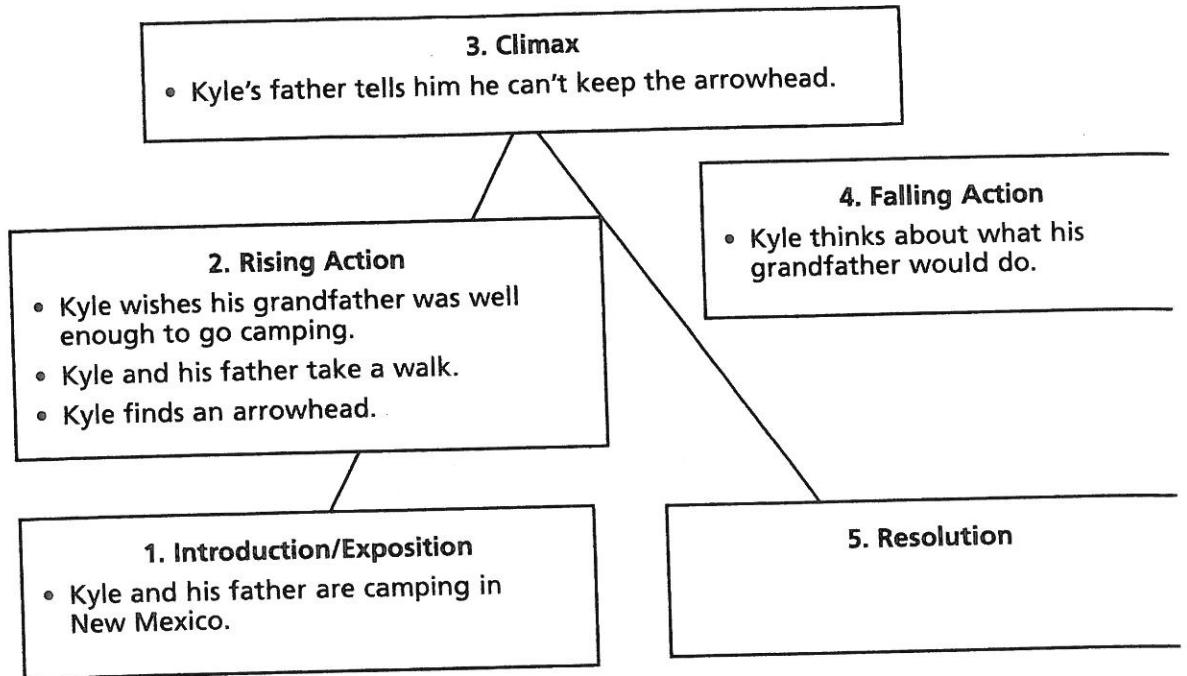 3. Climax
• Kyle's father tells him he can't keep the arrowhead.
4. Falling Action
• Kyle thinks about what his
grandfather would do.
2. Rising Action
• Kyle wishes his grandfather was well
enough to go camping.
• Kyle and his father take a walk.
• Kyle finds an arrowhead.
1. Introduction/Exposition
• Kyle and his father are camping in
New Mexico.
5. Resolution